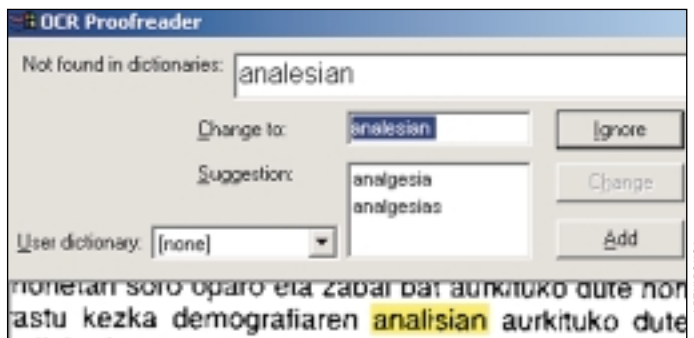 OCR Proofreader
Not found in dictionaries: analesian
Change to: analesian Ignore
Suggestion: analgesia Change
analgesias
User dictionary: [none] Add
honetan soro oparo eta zabal bat aurkituko dute hon
astu kezka demografiaren analisian aurkituko dute